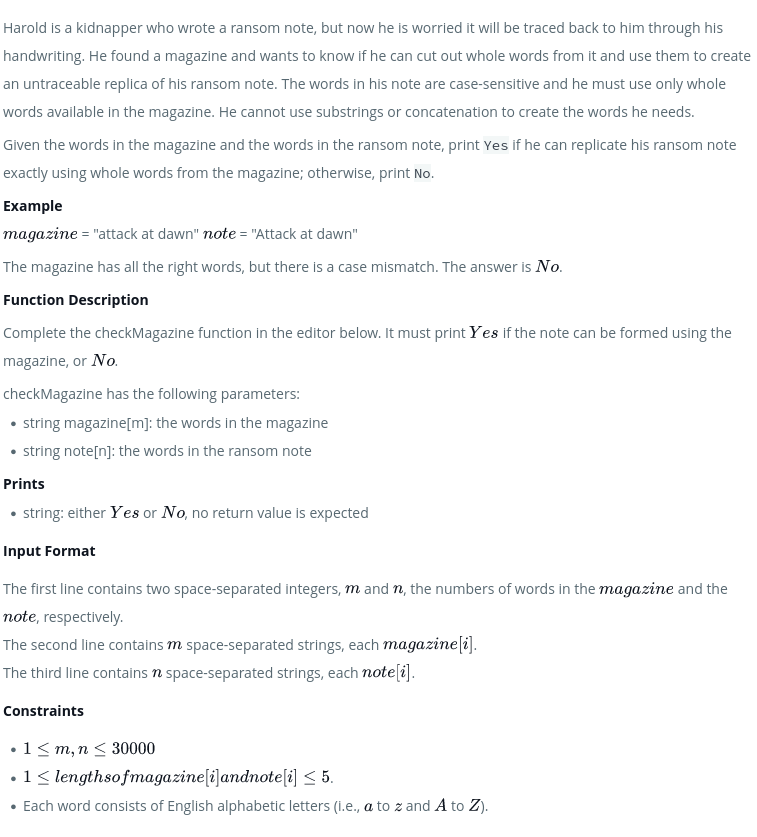 Harold is a kidnapper who wrote a ransom note, but now he is worried it will be traced back to him through his
handwriting. He found a magazine and wants to know if he can cut out whole words from it and use them to create
an untraceable replica of his ransom note. The words in his note are case-sensitive and he must use only whole
words available in the magazine. He cannot use substrings or concatenation to create the words he needs.
Given the words in the magazine and the words in the ransom note, print Yes if he can replicate his ransom note
exactly using whole words from the magazine; otherwise, print No.
Example
magazine = "attack at dawn" note = "Attack at dawn"
The magazine has all the right words, but there is a case mismatch. The answer is No.
Function Description
Complete the checkMagazine function in the editor below. It must print Yes if the note can be formed using the
magazine, or No.
checkMagazine has the following parameters:
• string magazine[m]: the words in the magazine
• string note[n]: the words in the ransom note
Prints
• string: either Yes or No, no return value is expected
Input Format
The first line contains two space-separated integers, m and n, the numbers of words in the magazine and the
note, respectively.
The second line contains m space-separated strings, each magazine[i].
The third line contains n space-separated strings, each note[i].
Constraints
• 1 ≤ m, n ≤ 30000
• 1 ≤ lengthsofmagazine[i]andnote[i] ≤ 5.
• Each word consists of English alphabetic letters (i.e., a to z and A to Z).